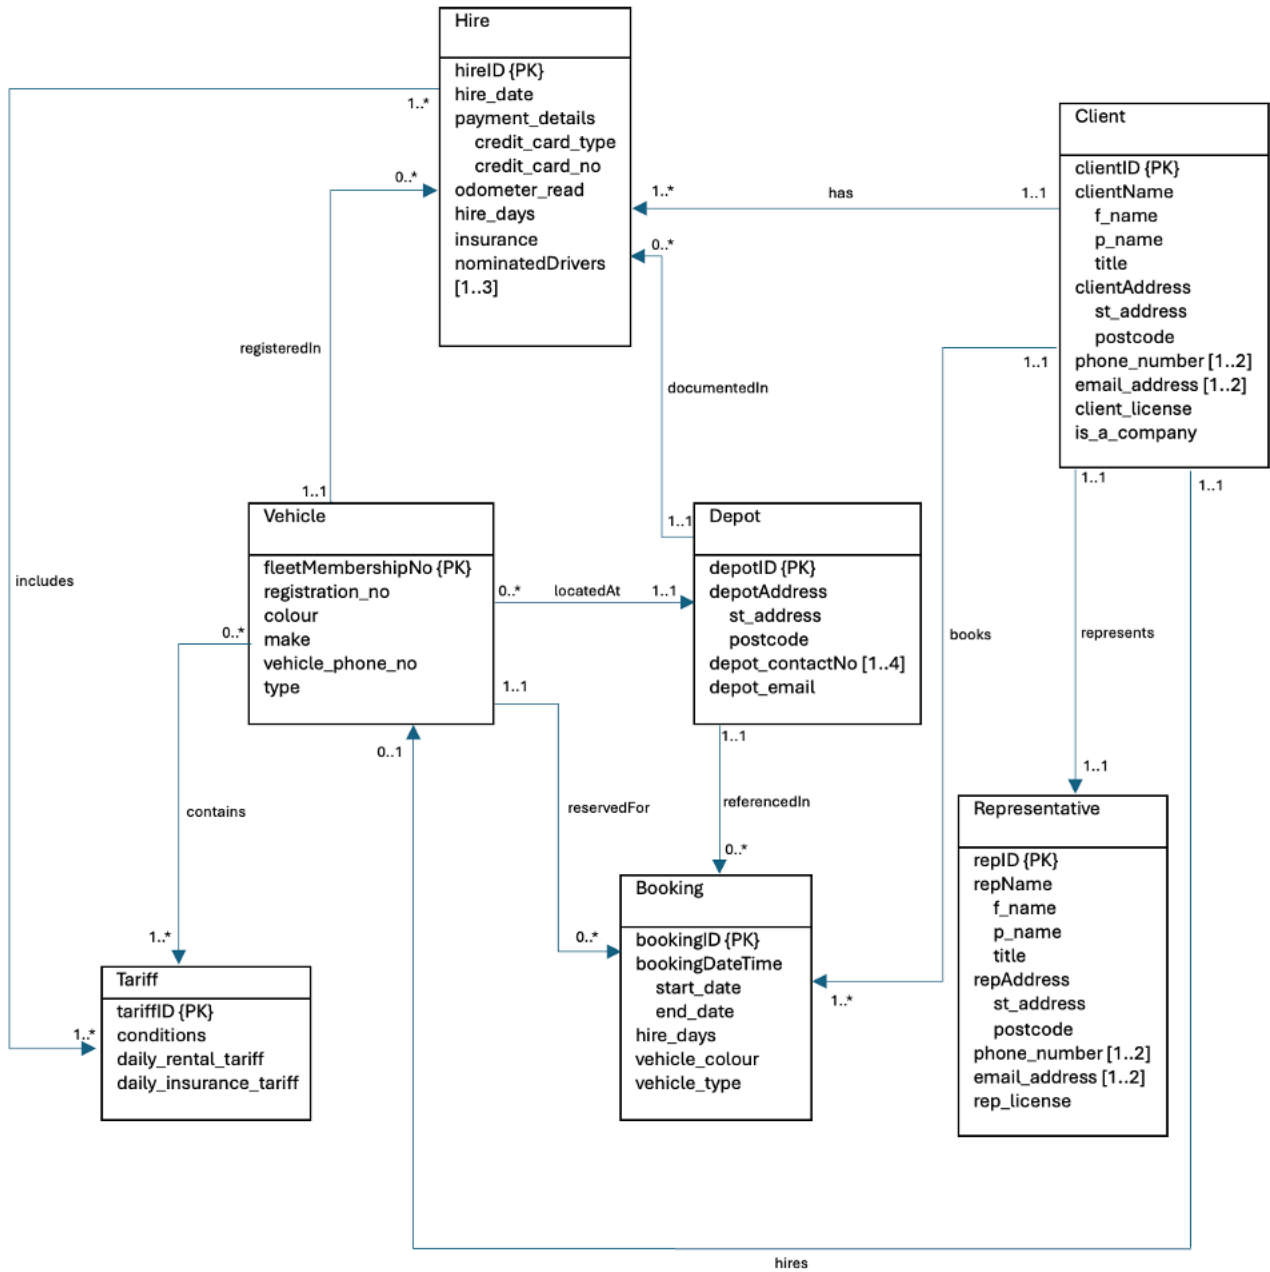 Hire
hireID {PK}
hire_date
payment_details
credit_card_type
credit_card_no
odometer_read
hire_days
insurance
nominatedDrivers
[1..3]
1..*
0..*
1..*
has
1..1
0..*
Client
clientID {PK}
clientName
f_name
p_name
title
clientAddress
st_address
postcode
phone_number [1..2]
email_address [1..2]
client_license
is_a_company
1..1
1..1
1..1
registeredIn
documentedIn
1..1
1..1
Vehicle
fleetMembershipNo {PK}
registration_no
colour
make
vehicle_phone_no
type
0..*
locatedAt
1..1
Depot
depotID {PK}
depotAddress
st_address
postcode
depot_contactNo [1..4]
depot_email
includes
0..*
1..1
0..1
1..1
books
represents
contains
reservedFor
referencedIn
1..1
0..*
Representative
repID {PK}
repName
f_name
p_name
title
repAddress
st_address
postcode
phone_number [1..2]
email_address [1..2]
rep_license
Booking
bookingID {PK}
bookingDateTime
start_date
end_date
hire_days
vehicle_colour
vehicle_type
0..*
1..*
1..*
Tariff
tariffID {PK}
conditions
daily_rental_tariff
daily_insurance_tariff
1..*
hires